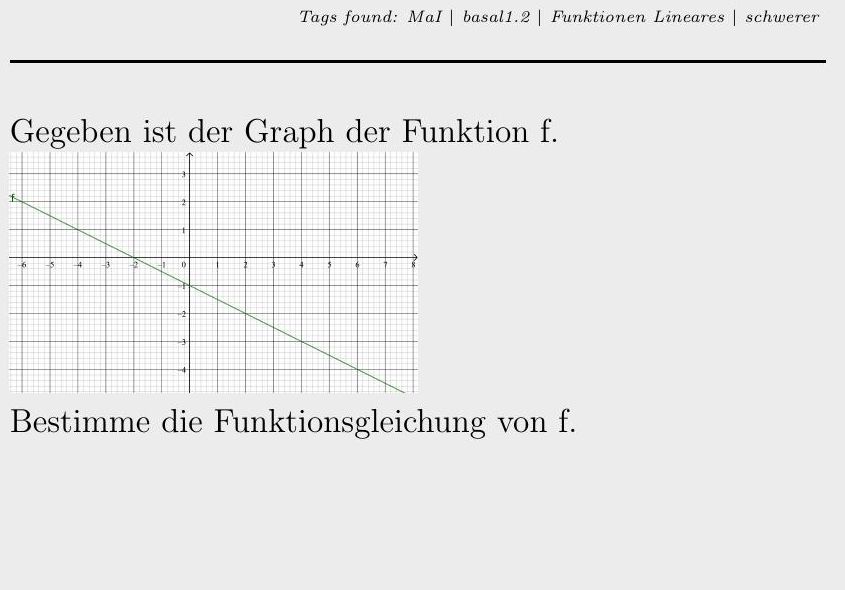 Tags found: MaI | basal1.2 | Funktionen Lineares | schwerer
Gegeben ist der Graph der Funktion f.
3
f
2
1
-6 -5 -4 -3 -2 -1 0 1 2 3 4 5 6 7 8
-1
-2
-3
-4
Bestimme die Funktionsgleichung von f.